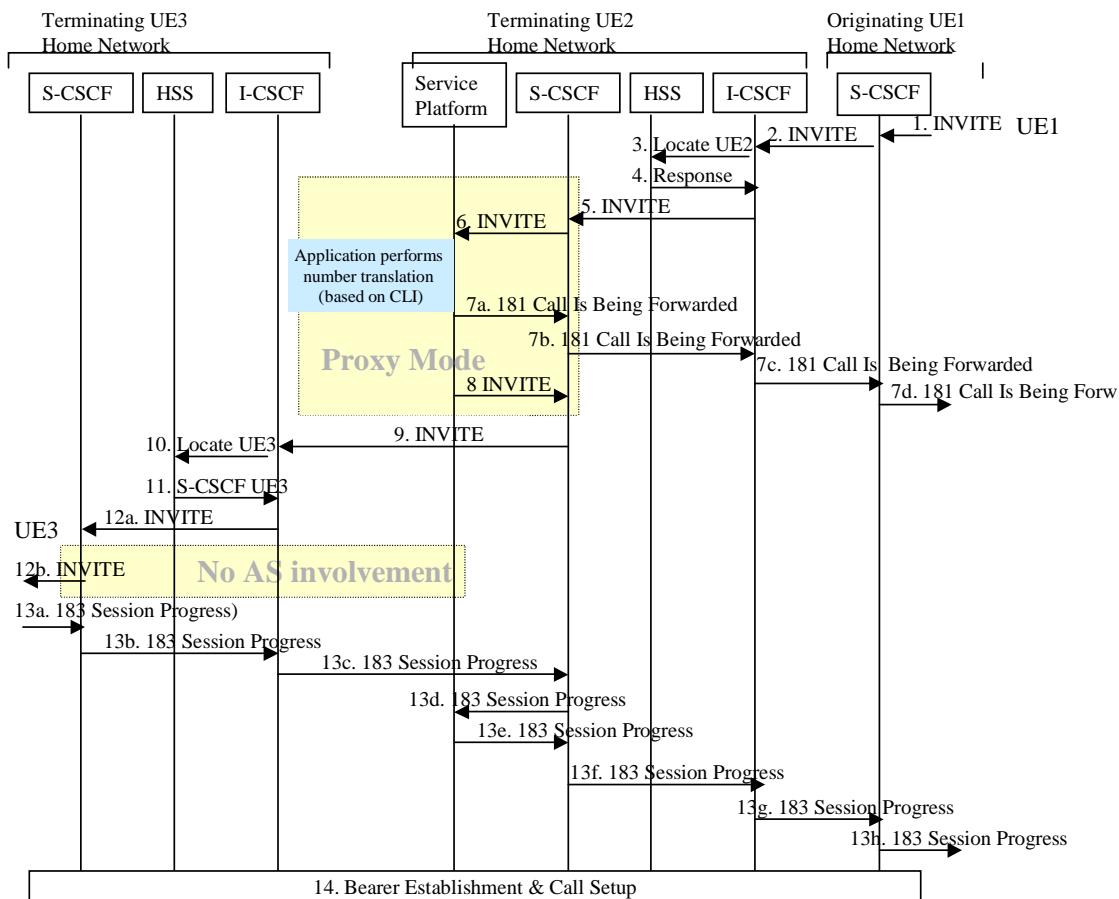 Terminating UE3
Home Network
Terminating UE2
Home Network
Originating UE1
Home Network
S-CSCF
HSS
I-CSCF
Service
Platform
S-CSCF
HSS
I-CSCF
S-CSCF
1. INVITE
UE1
2. INVITE
3. Locate UE2
4. Response
5. INVITE
6. INVITE
Application performs
number translation
(based on CLI)
7a. 181 Call Is Being Forwarded
7b. 181 Call Is Being Forwarded
Proxy Mode
7c. 181 Call Is Being Forwarded
8 INVITE
7d. 181 Call Is Being Forw
9. INVITE
10. Locate UE3
11. S-CSCF UE3
12a. INVITE
UE3
12b. INVITE
No AS involvement
13a. 183 Session Progress)
13b. 183 Session Progress
13c. 183 Session Progress
13d. 183 Session Progress
13e. 183 Session Progress
13f. 183 Session Progress
13g. 183 Session Progress
13h. 183 Session Progress
14. Bearer Establishment & Call Setup